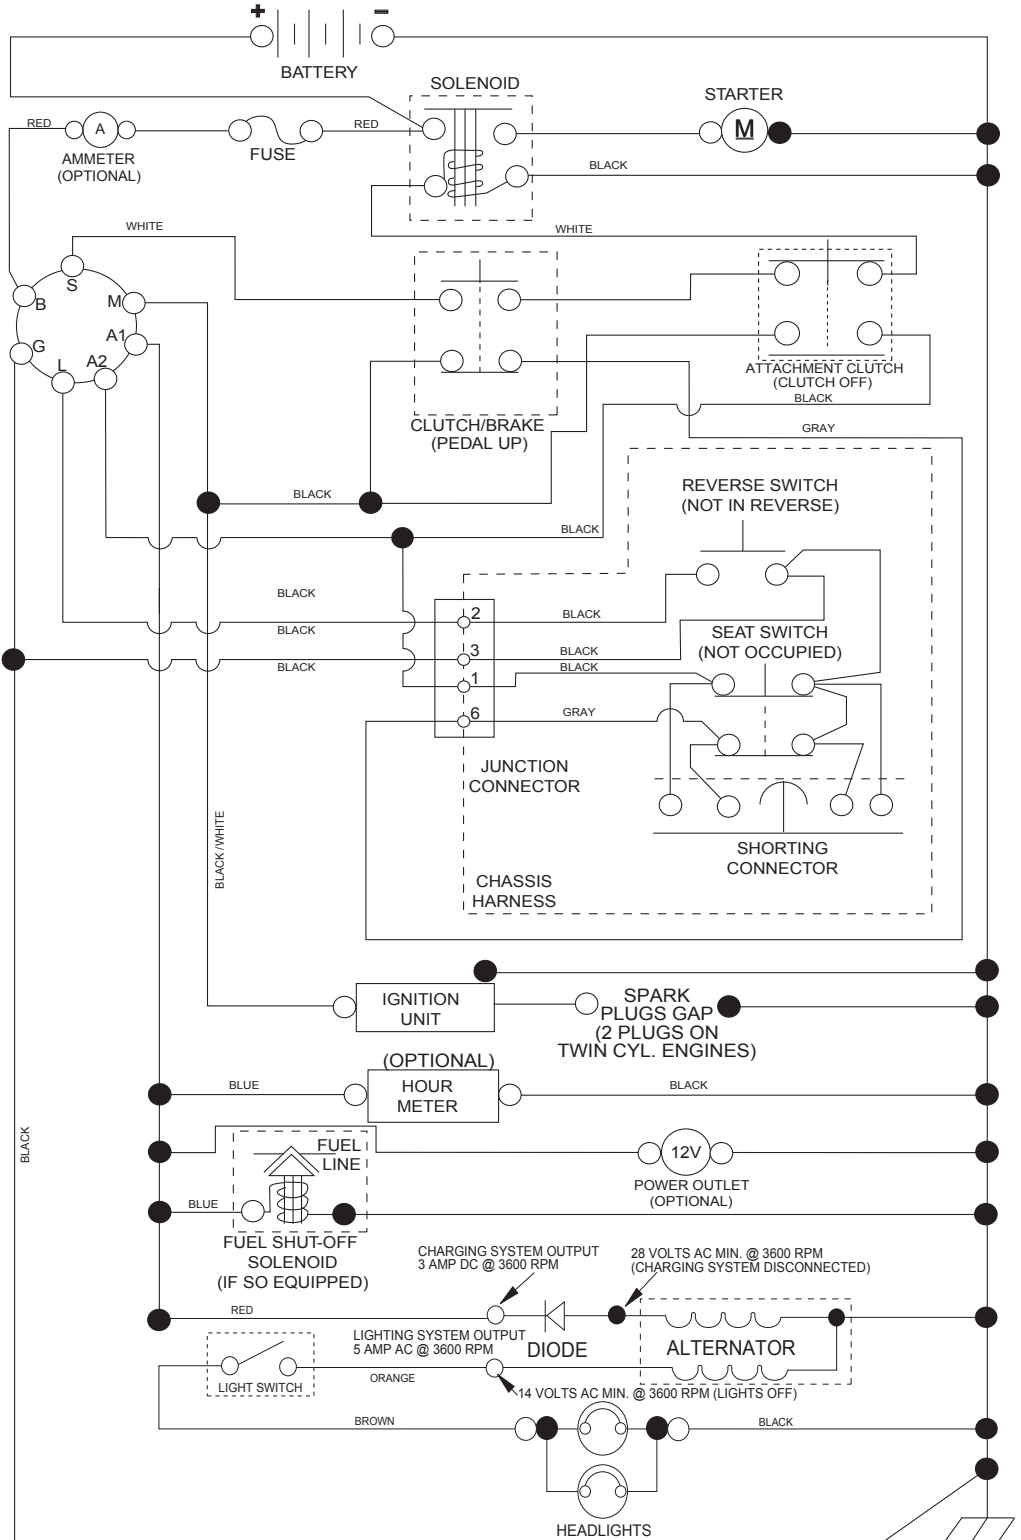 + −
BATTERY
SOLENOID
STARTER
RED
A
RED
M
AMMETER
(OPTIONAL)
FUSE
BLACK
WHITE
WHITE
S
B
M
A1
G
L
A2
ATTACHMENT CLUTCH
(CLUTCH OFF)
BLACK
CLUTCH/BRAKE
(PEDAL UP)
GRAY
REVERSE SWITCH
(NOT IN REVERSE)
BLACK
BLACK
BLACK
2
BLACK
BLACK
SEAT SWITCH
(NOT OCCUPIED)
3
BLACK
BLACK
BLACK
1
6
GRAY
JUNCTION
CONNECTOR
BLACK/WHITE
SHORTING
CONNECTOR
CHASSIS
HARNESS
IGNITION
UNIT
SPARK
PLUGS GAP
(2 PLUGS ON
TWIN CYL. ENGINES)
(OPTIONAL)
BLUE
HOUR
METER
BLACK
BLACK
FUEL
LINE
12V
POWER OUTLET
(OPTIONAL)
BLUE
FUEL SHUT-OFF
SOLENOID
(IF SO EQUIPPED)
CHARGING SYSTEM OUTPUT
3 AMP DC @ 3600 RPM
28 VOLTS AC MIN. @ 3600 RPM
(CHARGING SYSTEM DISCONNECTED)
RED
LIGHTING SYSTEM OUTPUT
5 AMP AC @ 3600 RPM
DIODE
ALTERNATOR
ORANGE
LIGHT SWITCH
14 VOLTS AC MIN. @ 3600 RPM (LIGHTS OFF)
BROWN
BLACK
HEADLIGHTS